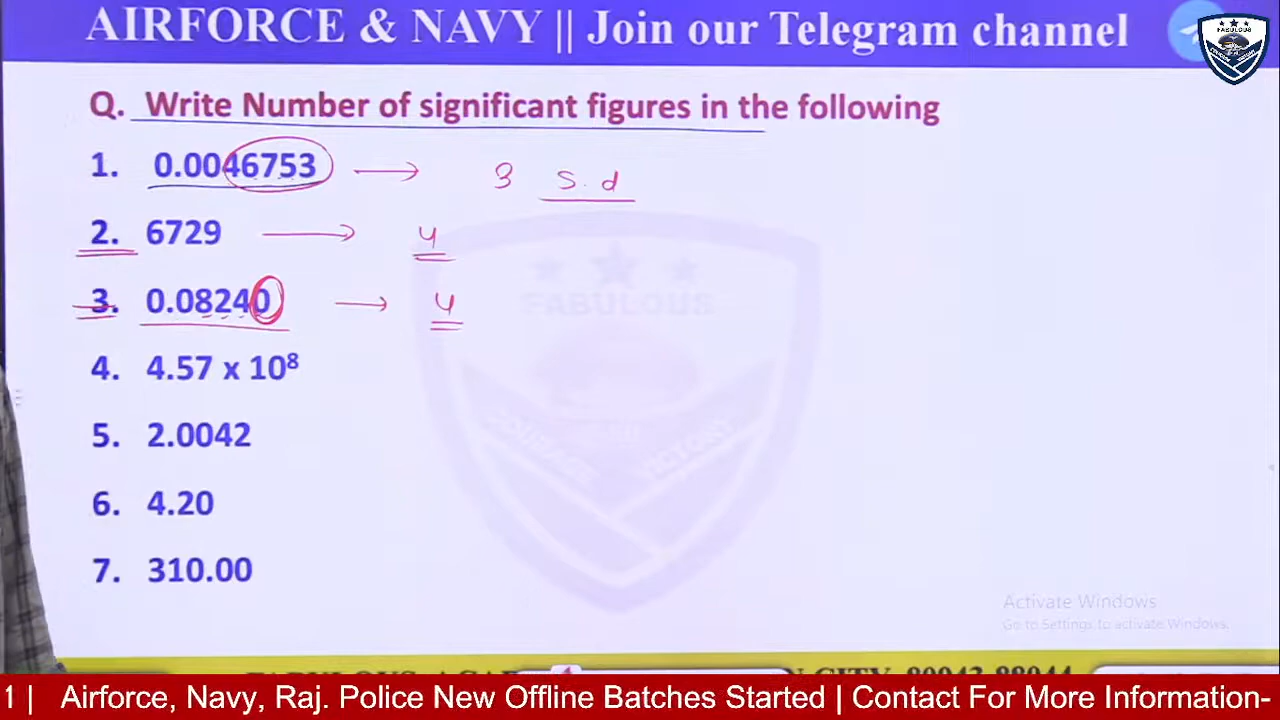 AIRFORCE & NAVY || Join our Telegram channel
FABULOUS
Q. Write Number of significant figures in the following
1. 0.0046753 → 3 S.d
2. 6729 → 4
3. 0.08240 → 4
FABULOUS
4. 4.57 x 10⁸
5. 2.0042
6. 4.20
7. 310.00
Activate Windows
Go to Settings to activate Windows.
1 | Airforce, Navy, Raj. Police New Offline Batches Started | Contact For More Information-